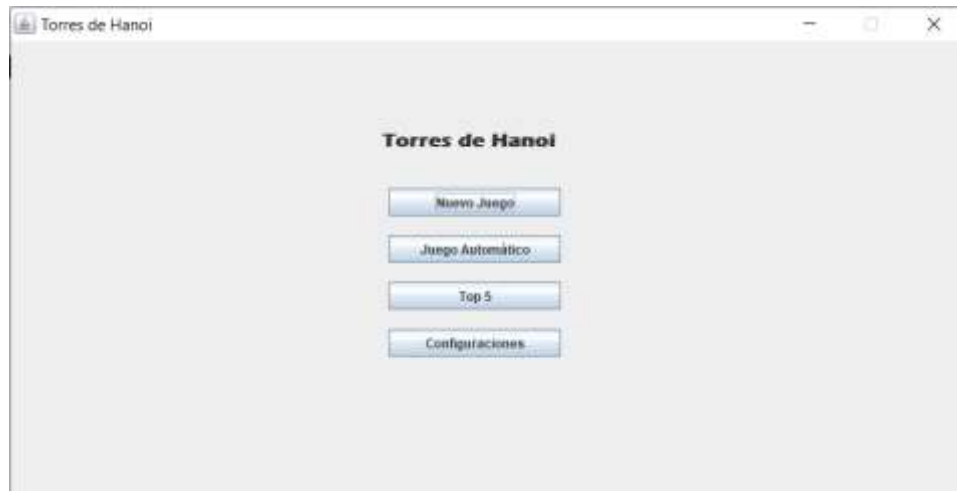 Torres de Hanoi
Torres de Hanoi
Nuevo Juego
Juego Automático
Top 5
Configuraciones